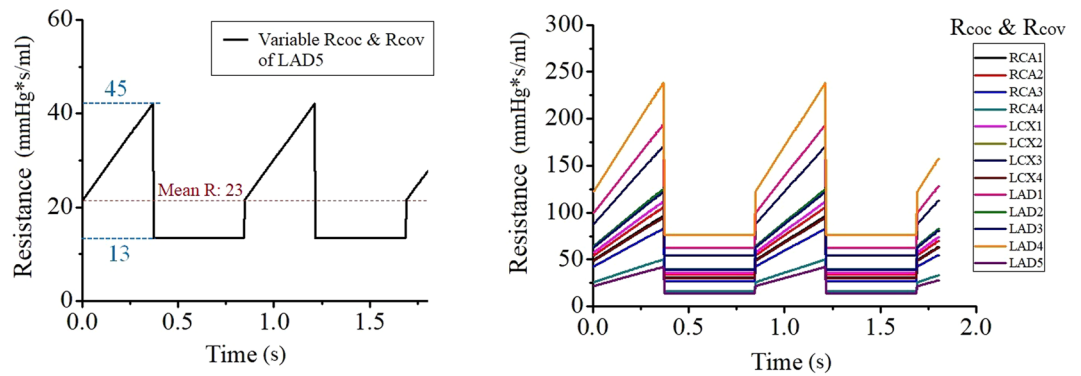 60
40
20
0
0.0
0.5
1.0
1.5
Resistance (mmHg*s/ml)
Time (s)
Variable Rcoc & Rcov
of LAD5
45
Mean R: 23
13
300
250
200
150
100
50
0
0.0
0.5
1.0
1.5
2.0
Resistance (mmHg*s/ml)
Time (s)
Rcoc & Rcov
RCA1
RCA2
RCA3
RCA4
LCX1
LCX2
LCX3
LCX4
LAD1
LAD2
LAD3
LAD4
LAD5